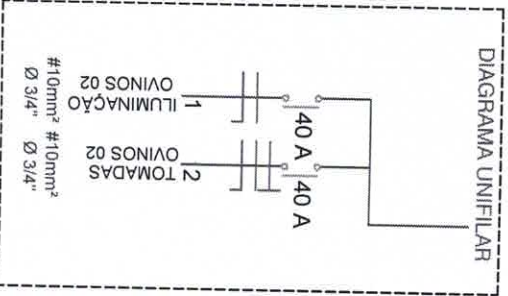 DIAGRAMA UNIFILAR
40 A
40 A
1
ILUMINAÇÃO
OVINOS 02
2
TOMADAS
OVINOS 02
#10mm² #10mm²
Ø 3/4" Ø 3/4"